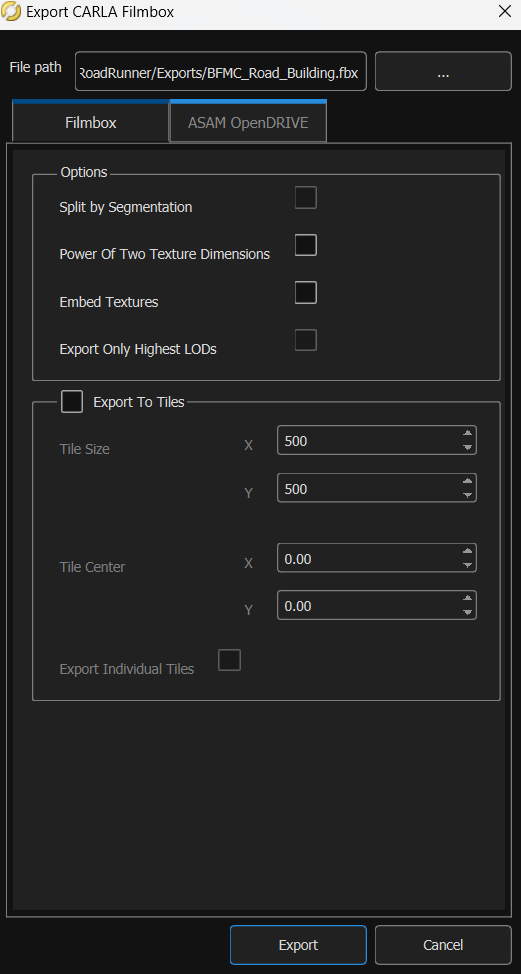 Export CARLA Filmbox
File path
RoadRunner/Exports/BFMC_Road_Building.fbx
...
Filmbox
ASAM OpenDRIVE
Options
Split by Segmentation
Power Of Two Texture Dimensions
Embed Textures
Export Only Highest LODs
Export To Tiles
Tile Size X 500
Y 500
Tile Center X 0.00
Y 0.00
Export Individual Tiles
Export Cancel